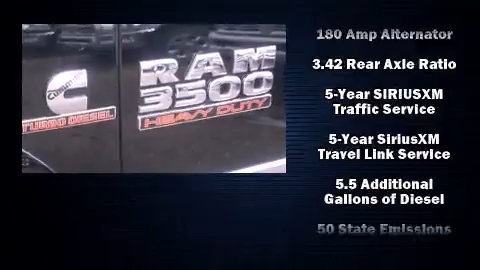 Cummins
TURBO DIESEL
RAM
3500
HEAVY DUTY
180 Amp Alternator
3.42 Rear Axle Ratio
5-Year SIRIUSXM
Traffic Service
5-Year SiriusXM
Travel Link Service
5.5 Additional
Gallons of Diesel
50 State Emissions